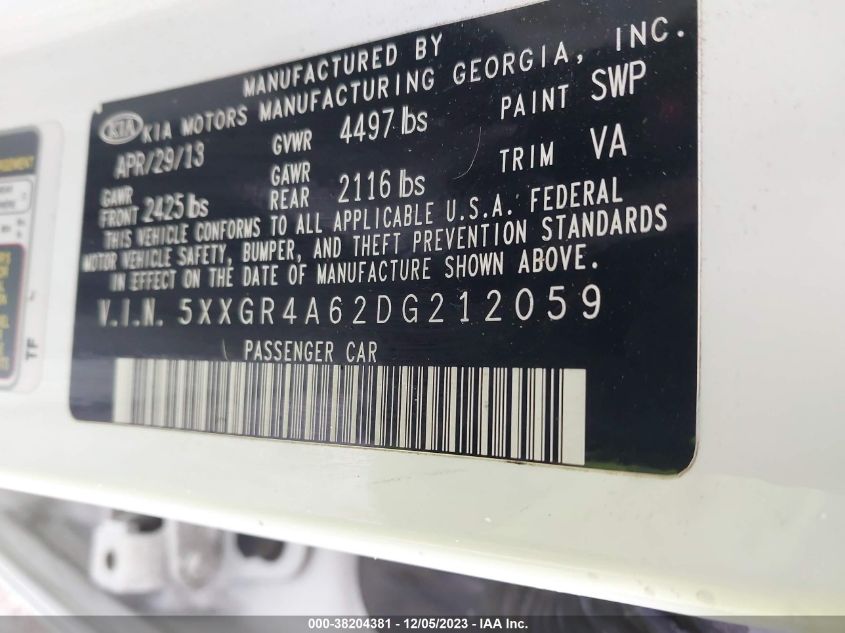 MANUFACTURED BY
KIA KIA MOTORS MANUFACTURING GEORGIA, INC.
APR/29/13 GVWR 4497 lbs PAINT SWP
GAWR FRONT 2425 lbs GAWR REAR 2116 lbs TRIM VA
THIS VEHICLE CONFORMS TO ALL APPLICABLE U.S.A. FEDERAL
MOTOR VEHICLE SAFETY, BUMPER, AND THEFT PREVENTION STANDARDS
IN EFFECT ON THE DATE OF MANUFACTURE SHOWN ABOVE.
V.I.N. 5XXGR4A62DG212059
PASSENGER CAR
TF
000-38204381 - 12/05/2023 - IAA Inc.